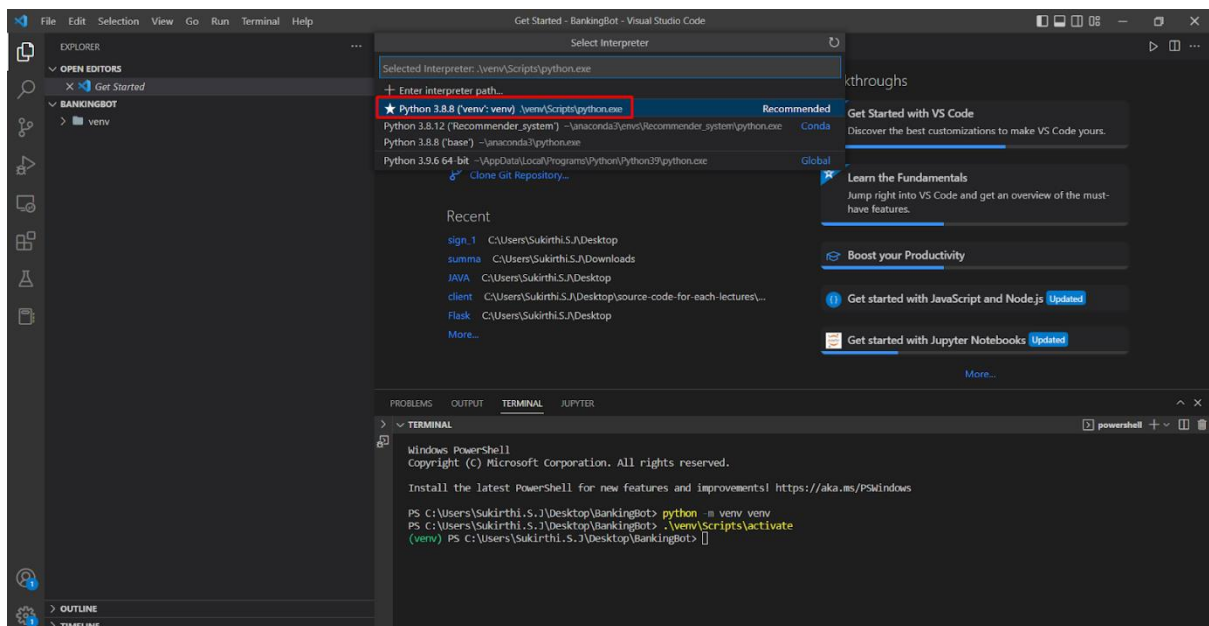 File Edit Selection View Go Run Terminal Help
Get Started - BankingBot - Visual Studio Code
EXPLORER
OPEN EDITORS
Get Started
BANKINGBOT
venv
OUTLINE
TIMELINE
1
1
Select Interpreter
Selected Interpreter: .\venv\Scripts\python.exe
+ Enter interpreter path...
★ Python 3.8.8 ('venv': venv) .\venv\Scripts\python.exe Recommended
Python 3.8.12 ('Recommender_system') ~\anaconda3\envs\Recommender_system\python.exe Conda
Python 3.8.8 ('base') ~\anaconda3\python.exe
Python 3.9.6 64-bit ~\AppData\Local\Programs\Python\Python39\python.exe Global
Clone Git Repository...
Recent
sign_1 C:\Users\Sukirthi.S.J\Desktop
summa C:\Users\Sukirthi.S.J\Downloads
JAVA C:\Users\Sukirthi.S.J\Desktop
client C:\Users\Sukirthi.S.J\Desktop\source-code-for-each-lectures\...
Flask C:\Users\Sukirthi.S.J\Desktop
More...
kthroughs
Get Started with VS Code
Discover the best customizations to make VS Code yours.
Learn the Fundamentals
Jump right into VS Code and get an overview of the must-
have features.
Boost your Productivity
Get started with JavaScript and Node.js Updated
Get started with Jupyter Notebooks Updated
More...
PROBLEMS OUTPUT TERMINAL JUPYTER
TERMINAL
powershell
Windows PowerShell
Copyright (C) Microsoft Corporation. All rights reserved.
Install the latest PowerShell for new features and improvements! https://aka.ms/PSWindows
PS C:\Users\Sukirthi.S.J\Desktop\BankingBot> python -m venv venv
PS C:\Users\Sukirthi.S.J\Desktop\BankingBot> .\venv\Scripts\activate
(venv) PS C:\Users\Sukirthi.S.J\Desktop\BankingBot>